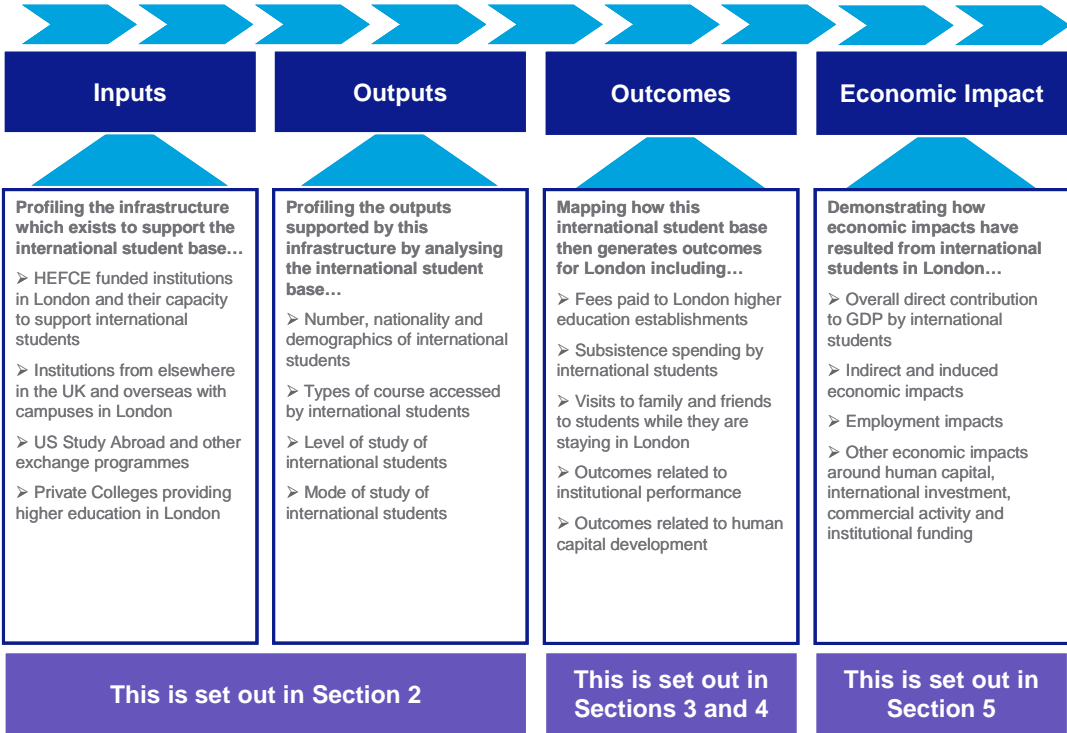 Inputs
Outputs
Outcomes
Economic Impact
Profiling the infrastructure
which exists to support the
international student base…
➢ HEFCE funded institutions
in London and their capacity
to support international
students
➢ Institutions from elsewhere
in the UK and overseas with
campuses in London
➢ US Study Abroad and other
exchange programmes
➢ Private Colleges providing
higher education in London
Profiling the outputs
supported by this
infrastructure by analysing
the international student
base…
➢ Number, nationality and
demographics of international
students
➢ Types of course accessed
by international students
➢ Level of study of
international students
➢ Mode of study of
international students
Mapping how this
international student base
then generates outcomes
for London including…
➢ Fees paid to London higher
education establishments
➢ Subsistence spending by
international students
➢ Visits to family and friends
to students while they are
staying in London
➢ Outcomes related to
institutional performance
➢ Outcomes related to human
capital development
Demonstrating how
economic impacts have
resulted from international
students in London…
➢ Overall direct contribution
to GDP by international
students
➢ Indirect and induced
economic impacts
➢ Employment impacts
➢ Other economic impacts
around human capital,
international investment,
commercial activity and
institutional funding
This is set out in Section 2
This is set out in
Sections 3 and 4
This is set out in
Section 5